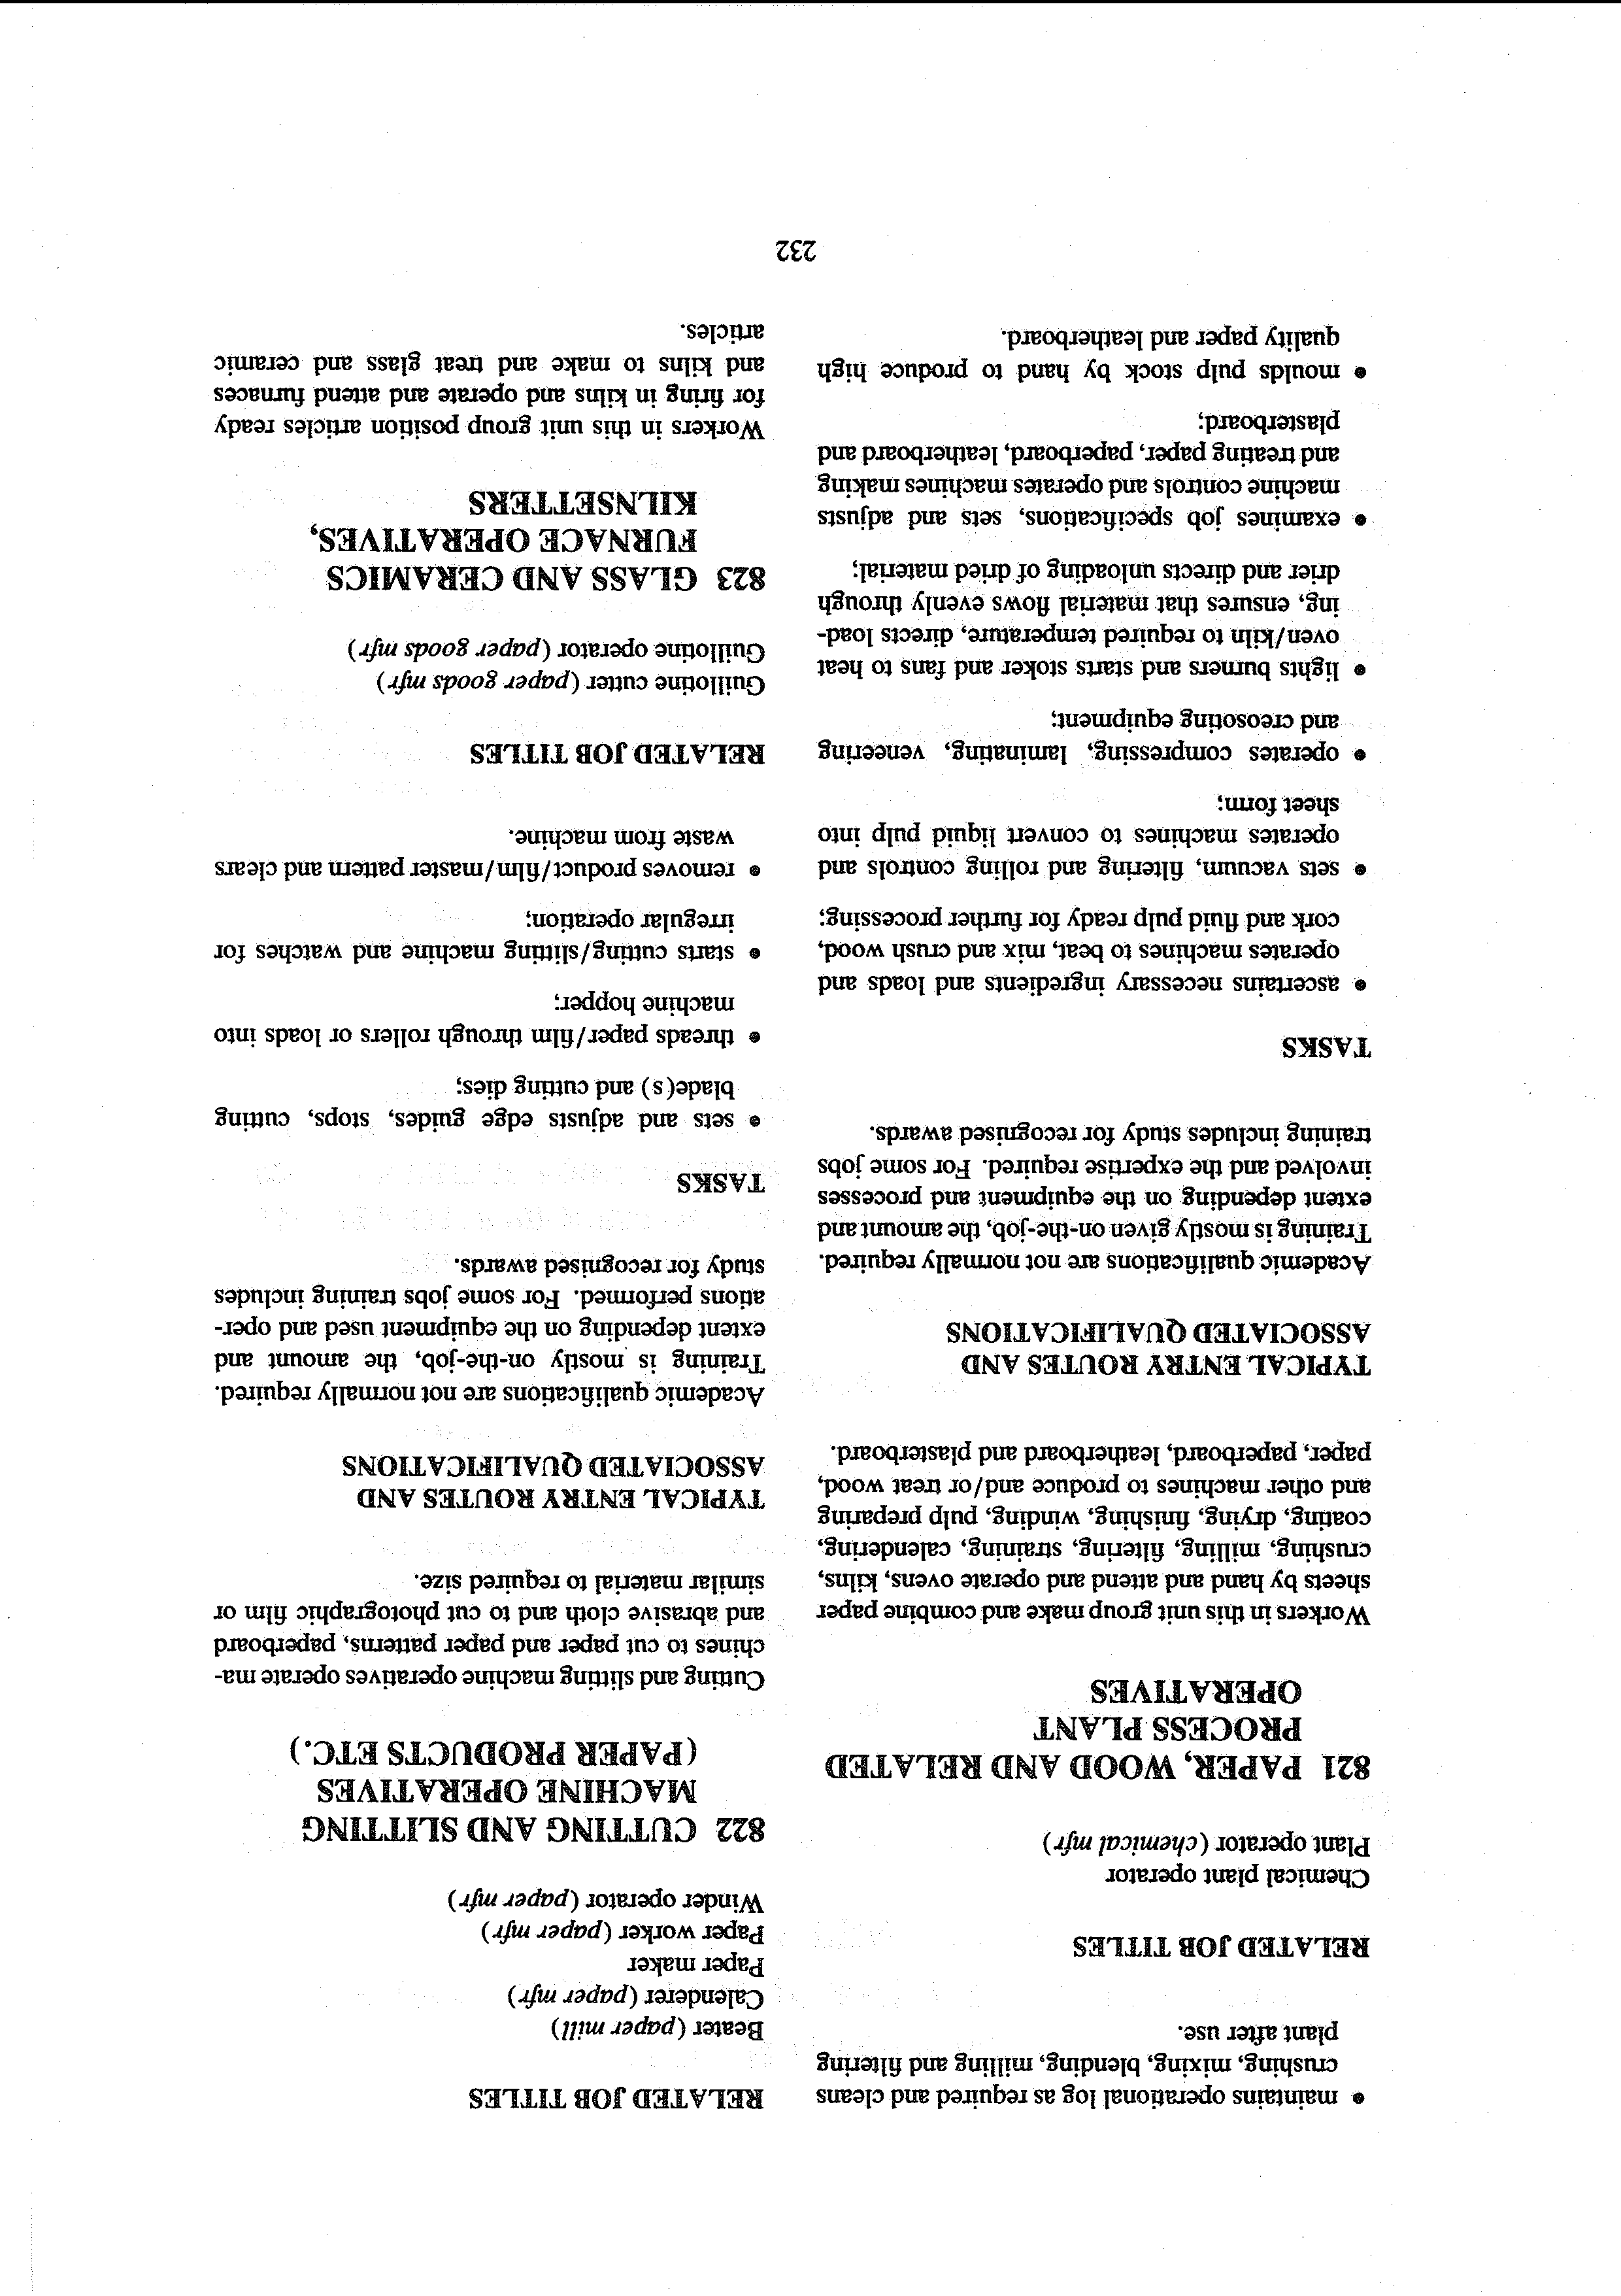 • maintains operational log as required and cleans
crushing, mixing, blending, milling and filtering
plant after use.
RELATED JOB TITLES
Chemical plant operator
Plant operator (chemical mfr)
821 PAPER, WOOD AND RELATED
PROCESS PLANT
OPERATIVES
Workers in this unit group make and combine paper
sheets by hand and attend and operate ovens, kilns,
crushing, milling, filtering, straining, calendering,
coating, drying, finishing, winding, pulp preparing
and other machines to produce and/or treat wood,
paper, paperboard, leatherboard and plasterboard.
TYPICAL ENTRY ROUTES AND
ASSOCIATED QUALIFICATIONS
Academic qualifications are not normally required.
Training is mostly given on-the-job, the amount and
extent depending on the equipment and processes
involved and the expertise required. For some jobs
training includes study for recognised awards.
TASKS
• ascertains necessary ingredients and loads and
operates machines to beat, mix and crush wood,
cork and fluid pulp ready for further processing;
• sets vacuum, filtering and rolling controls and
operates machines to convert liquid pulp into
sheet form;
• operates compressing, laminating, veneering
and creosoting equipment;
• lights burners and starts stoker and fans to heat
oven/kiln to required temperature, directs load-
ing, ensures that material flows evenly through
drier and directs unloading of dried material;
• examines job specifications, sets and adjusts
machine controls and operates machines making
and treating paper, paperboard, leatherboard and
plasterboard;
• moulds pulp stock by hand to produce high
quality paper and leatherboard.
RELATED JOB TITLES
Beater (paper mill)
Calenderer (paper mfr)
Paper maker
Paper worker (paper mfr)
Winder operator (paper mfr)
822 CUTTING AND SLITTING
MACHINE OPERATIVES
(PAPER PRODUCTS ETC.)
Cutting and slitting machine operatives operate ma-
chines to cut paper and paper patterns, paperboard
and abrasive cloth and to cut photographic film or
similar material to required size.
TYPICAL ENTRY ROUTES AND
ASSOCIATED QUALIFICATIONS
Academic qualifications are not normally required.
Training is mostly on-the-job, the amount and
extent depending on the equipment used and oper-
ations performed. For some jobs training includes
study for recognised awards.
TASKS
• sets and adjusts edge guides, stops, cutting
blade(s) and cutting dies;
• threads paper/film through rollers or loads into
machine hopper;
• starts cutting/slitting machine and watches for
irregular operation;
• removes product/film/master pattern and clears
waste from machine.
RELATED JOB TITLES
Guillotine cutter (paper goods mfr)
Guillotine operator (paper goods mfr)
823 GLASS AND CERAMICS
FURNACE OPERATIVES,
KILNSETTERS
Workers in this unit group position articles ready
for firing in kilns and operate and attend furnaces
and kilns to make and treat glass and ceramic
articles.
232